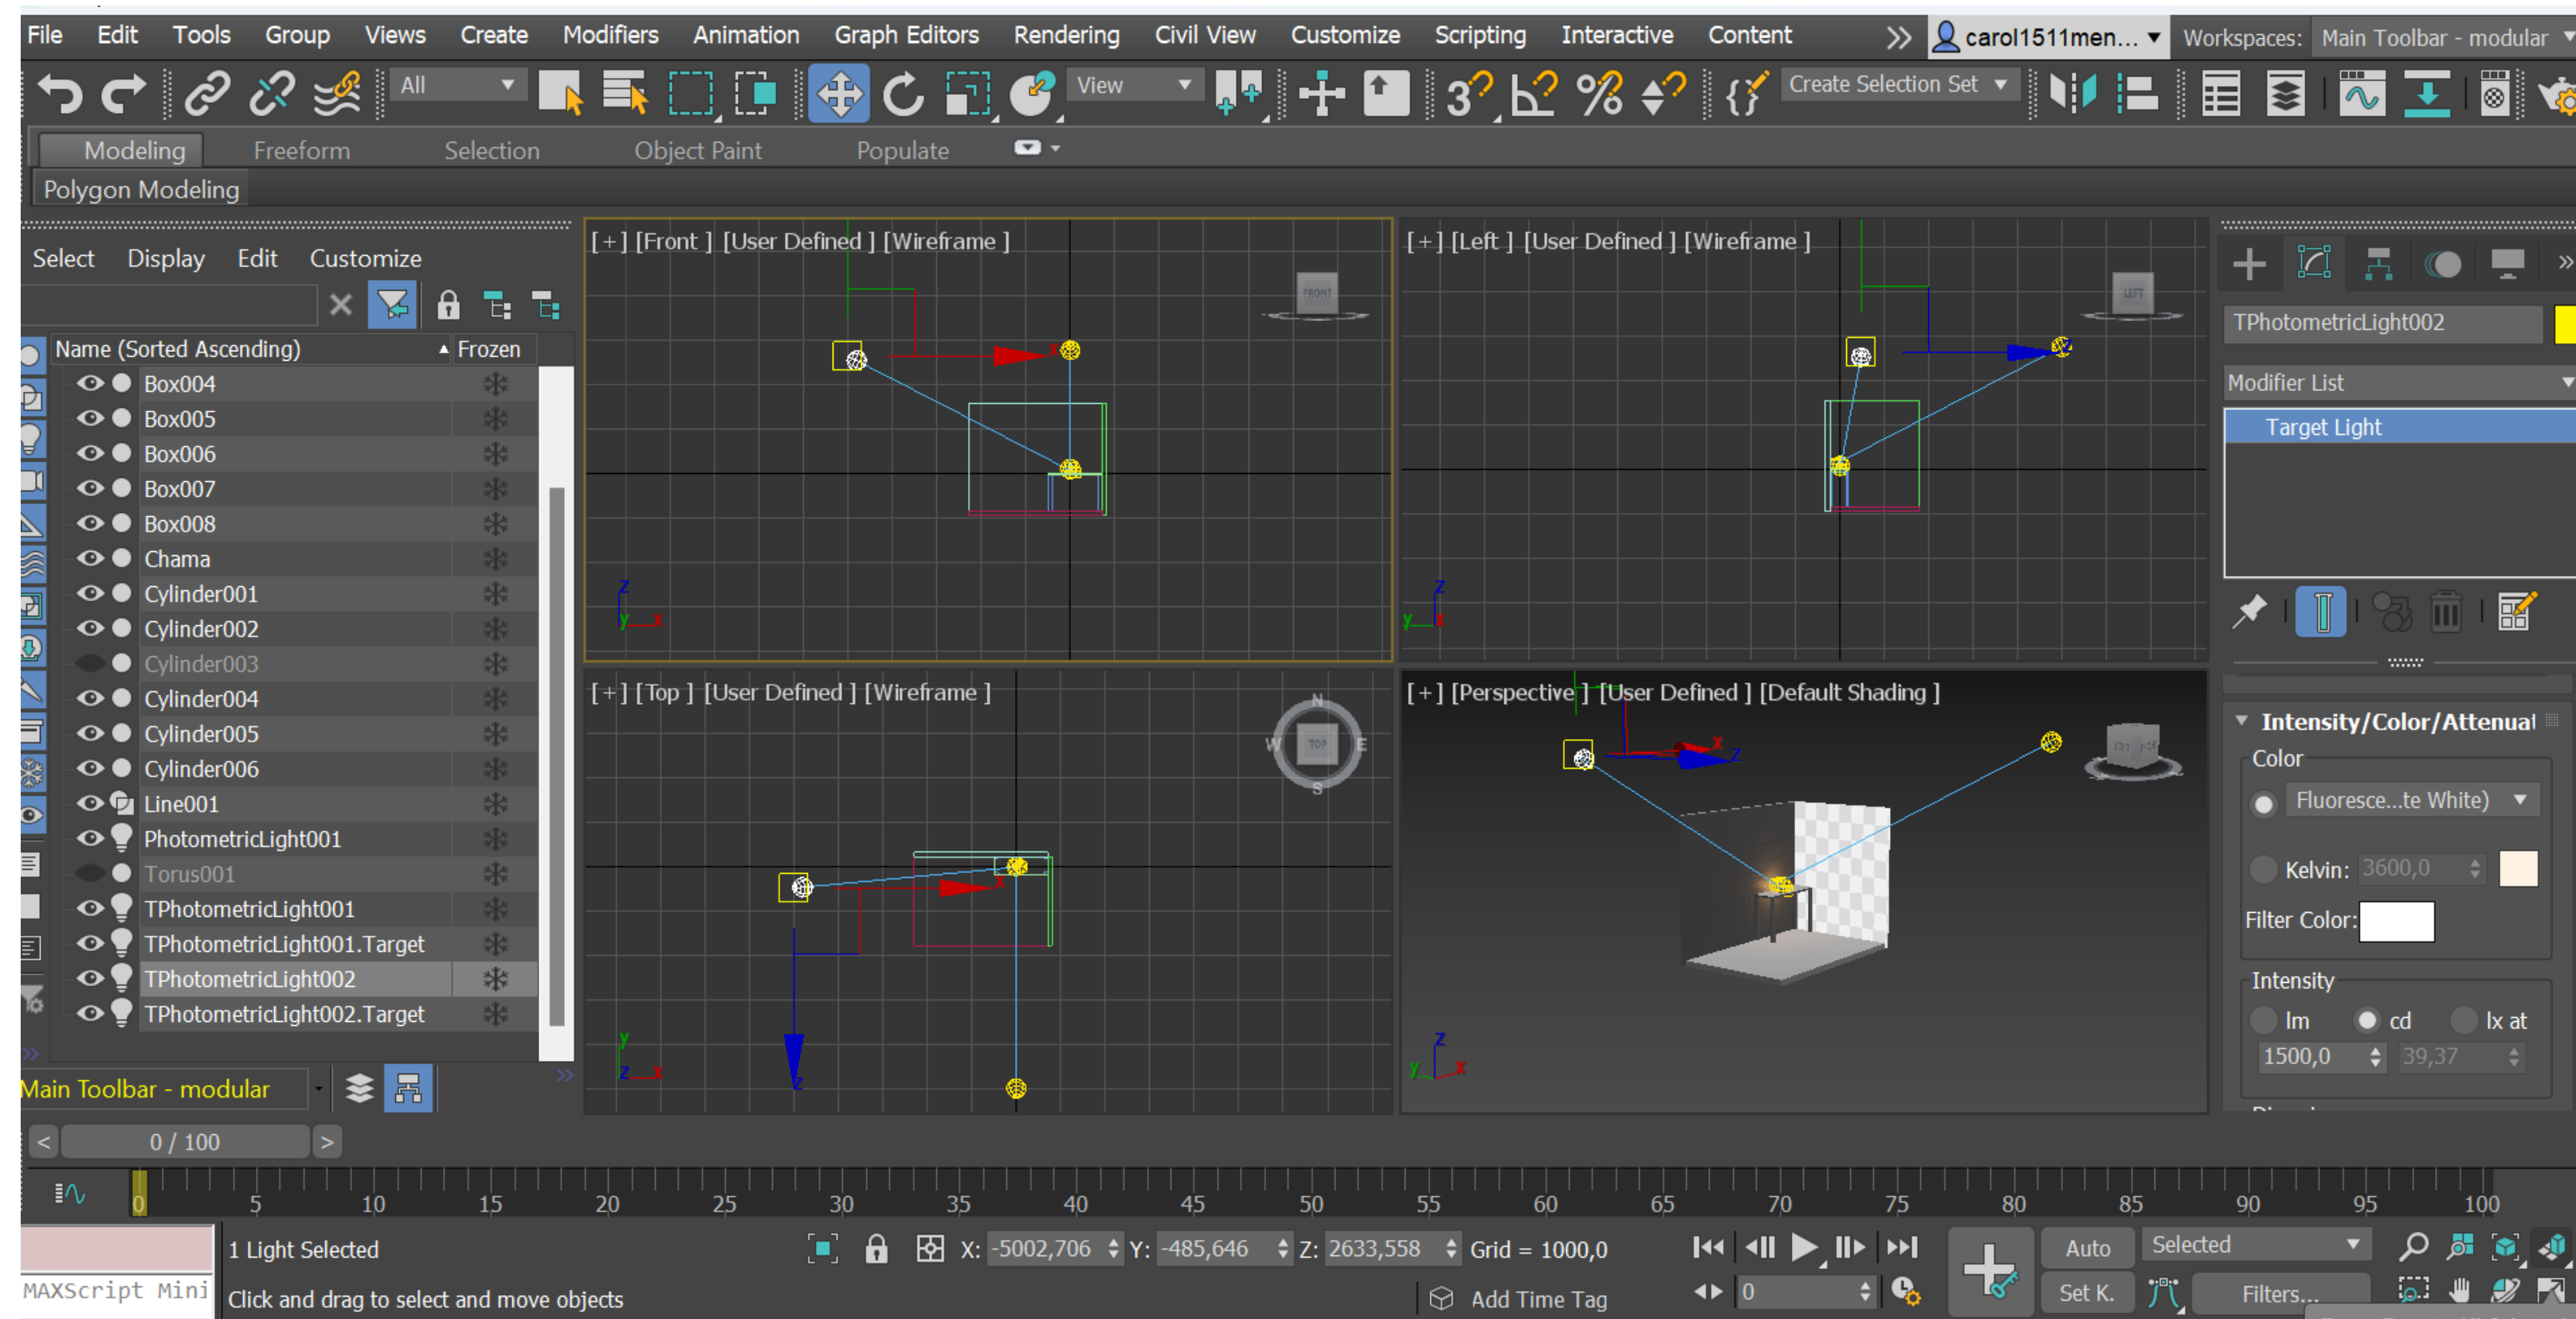 File Edit Tools Group Views Create Modifiers Animation Graph Editors Rendering Civil View Customize Scripting Interactive Content carol1511men... Workspaces: Main Toolbar - modular
All View Create Selection Set
Modeling Freeform Selection Object Paint Populate
Polygon Modeling
Select Display Edit Customize
Name (Sorted Ascending) Frozen
Box004
Box005
Box006
Box007
Box008
Chama
Cylinder001
Cylinder002
Cylinder003
Cylinder004
Cylinder005
Cylinder006
Line001
PhotometricLight001
Torus001
TPhotometricLight001
TPhotometricLight001.Target
TPhotometricLight002
TPhotometricLight002.Target
Main Toolbar - modular
[+] [Front ] [User Defined ] [Wireframe ]
FRONT
x
z
y x
[+] [Left ] [User Defined ] [Wireframe ]
LEFT
z
y x
[+] [Top ] [User Defined ] [Wireframe ]
N
W TOP E
S
x
z
y
z x
[+] [Perspective ] [User Defined ] [Default Shading ]
x
z
z
y x
TPhotometricLight002
Modifier List
Target Light
Intensity/Color/Attenuat
Color
Fluoresce...te White)
Kelvin: 3600,0
Filter Color:
Intensity
lm cd lx at
1500,0 39,37
< 0 / 100 >
0 5 10 15 20 25 30 35 40 45 50 55 60 65 70 75 80 85 90 95 100
1 Light Selected X: -5002,706 Y: -485,646 Z: 2633,558 Grid = 1000,0 Auto Selected
MAXScript Mini Click and drag to select and move objects Add Time Tag 0 Set K. Filters...